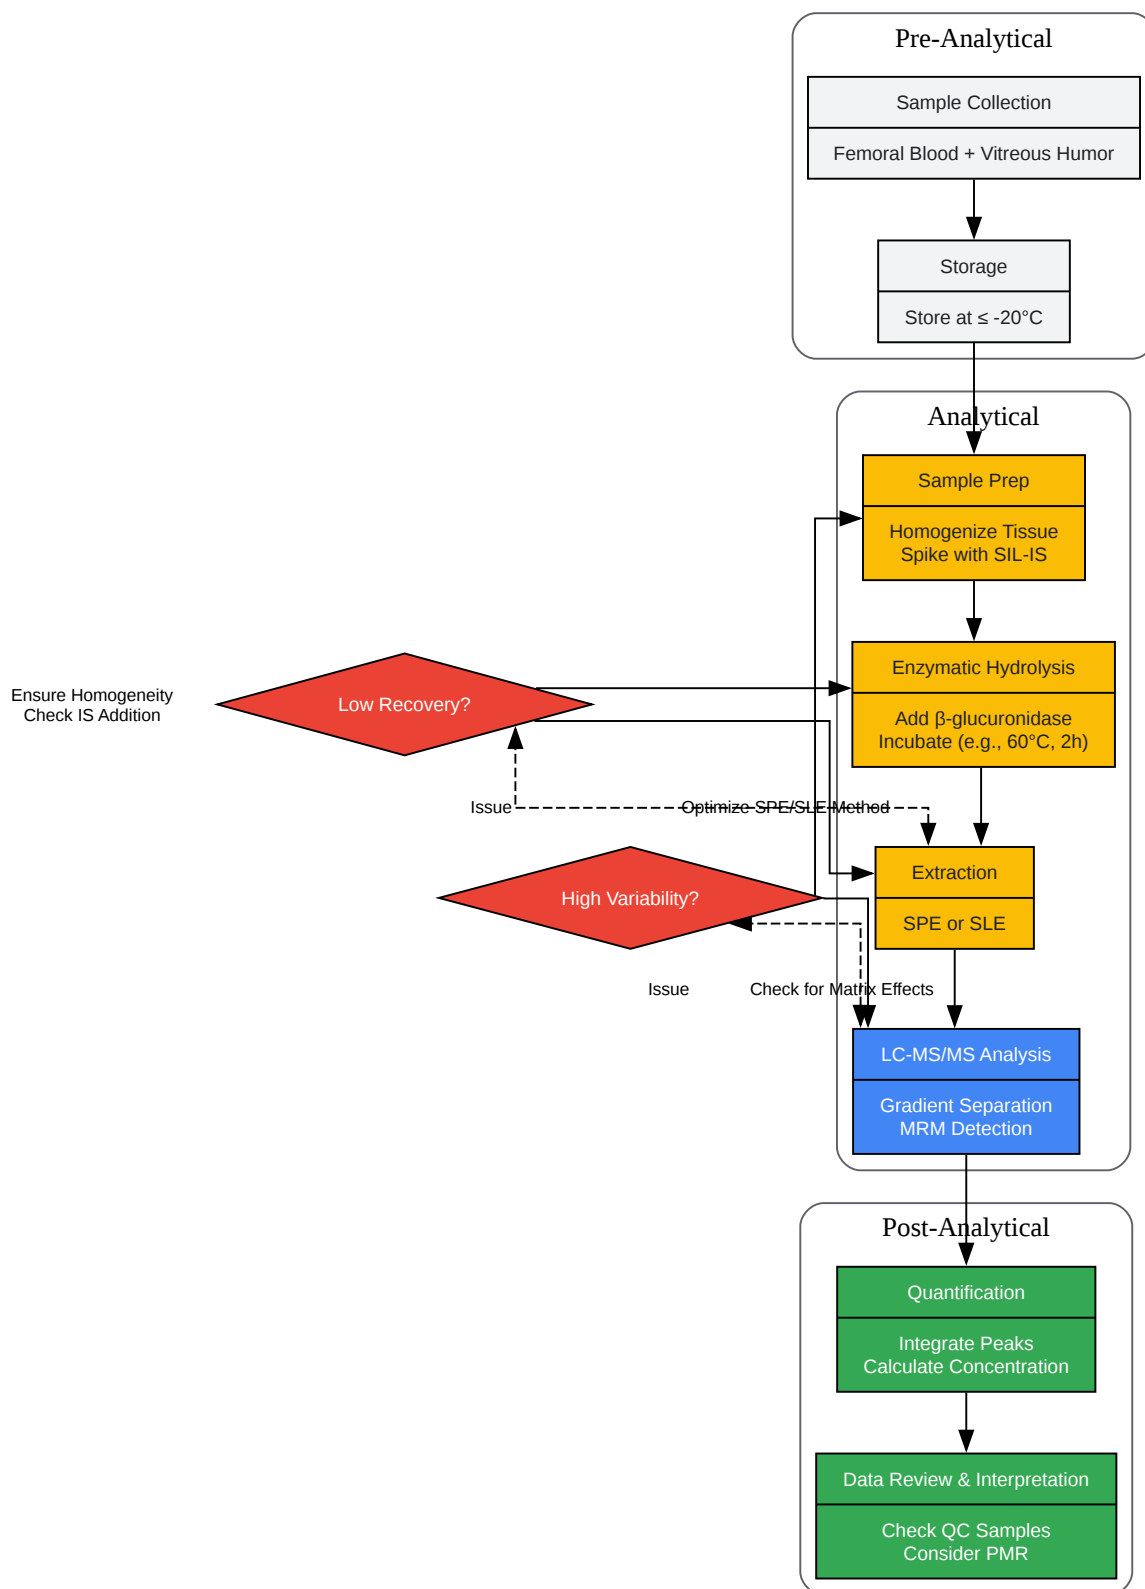 Pre-Analytical
Sample Collection
Femoral Blood + Vitreous Humor
Storage
Store at ≤ -20°C
Analytical
Sample Prep
Homogenize Tissue
Spike with SIL-IS
Enzymatic Hydrolysis
Add β-glucuronidase
Incubate (e.g., 60°C, 2h)
Ensure Homogeneity
Check IS Addition
Low Recovery?
Issue
Optimize SPE/SLE Method
Extraction
SPE or SLE
High Variability?
Issue
Check for Matrix Effects
LC-MS/MS Analysis
Gradient Separation
MRM Detection
Post-Analytical
Quantification
Integrate Peaks
Calculate Concentration
Data Review & Interpretation
Check QC Samples
Consider PMR